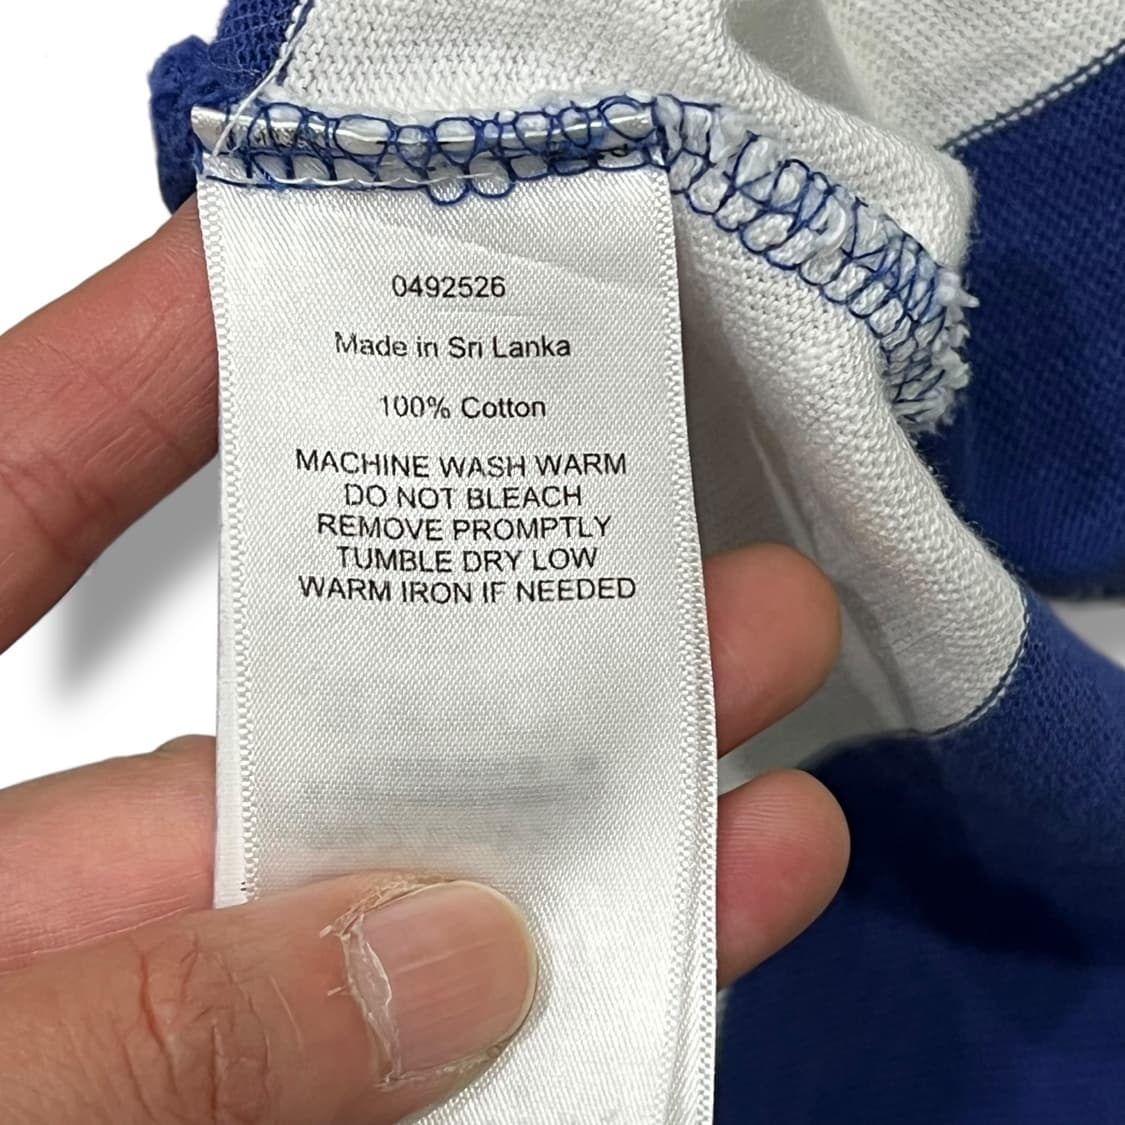 0492526
Made in Sri Lanka
100% Cotton
MACHINE WASH WARM
DO NOT BLEACH
REMOVE PROMPTLY
TUMBLE DRY LOW
WARM IRON IF NEEDED